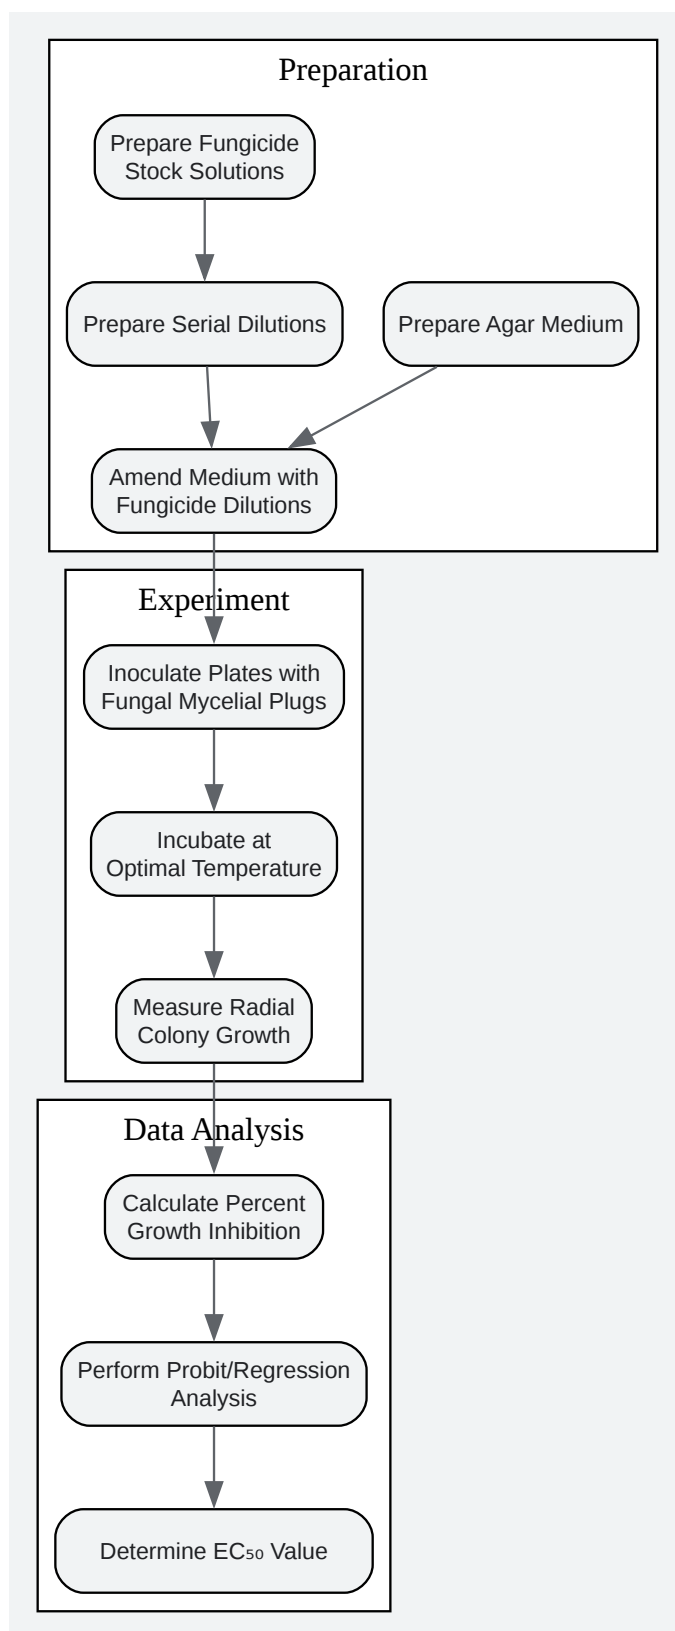 Preparation
Prepare Fungicide
Stock Solutions
Prepare Serial Dilutions
Prepare Agar Medium
Amend Medium with
Fungicide Dilutions
Experiment
Inoculate Plates with
Fungal Mycelial Plugs
Incubate at
Optimal Temperature
Measure Radial
Colony Growth
Data Analysis
Calculate Percent
Growth Inhibition
Perform Probit/Regression
Analysis
Determine EC₅₀ Value